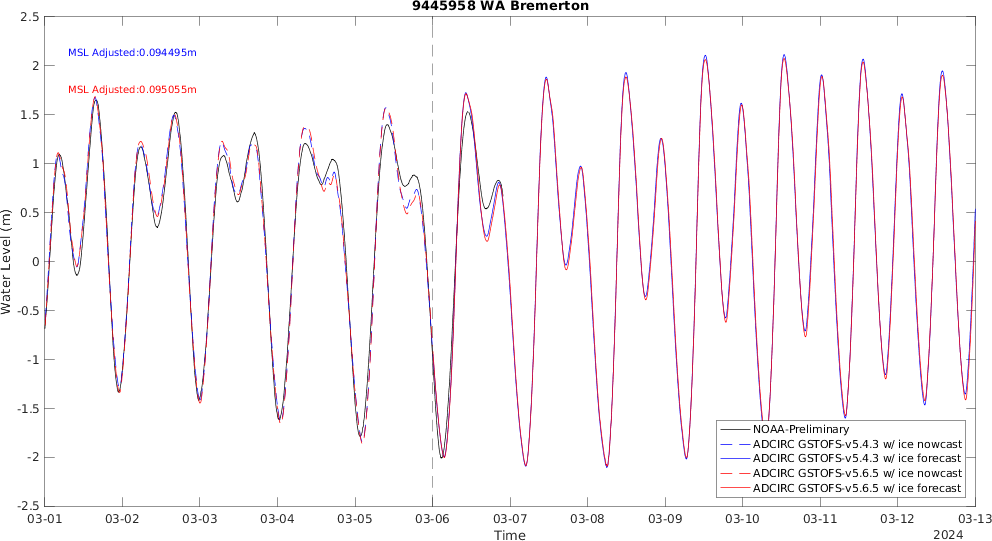 9445958 WA Bremerton
MSL Adjusted:0.094495m
MSL Adjusted:0.095055m
Water Level (m)
2.5
2
1.5
1
0.5
0
-0.5
-1
-1.5
-2
-2.5
NOAA-Preliminary
ADCIRC GSTOFS-v5.4.3 w/ ice nowcast
ADCIRC GSTOFS-v5.4.3 w/ ice forecast
ADCIRC GSTOFS-v5.6.5 w/ ice nowcast
ADCIRC GSTOFS-v5.6.5 w/ ice forecast
03-01 03-02 03-03 03-04 03-05 03-06 03-07 03-08 03-09 03-10 03-11 03-12 03-13
Time
2024